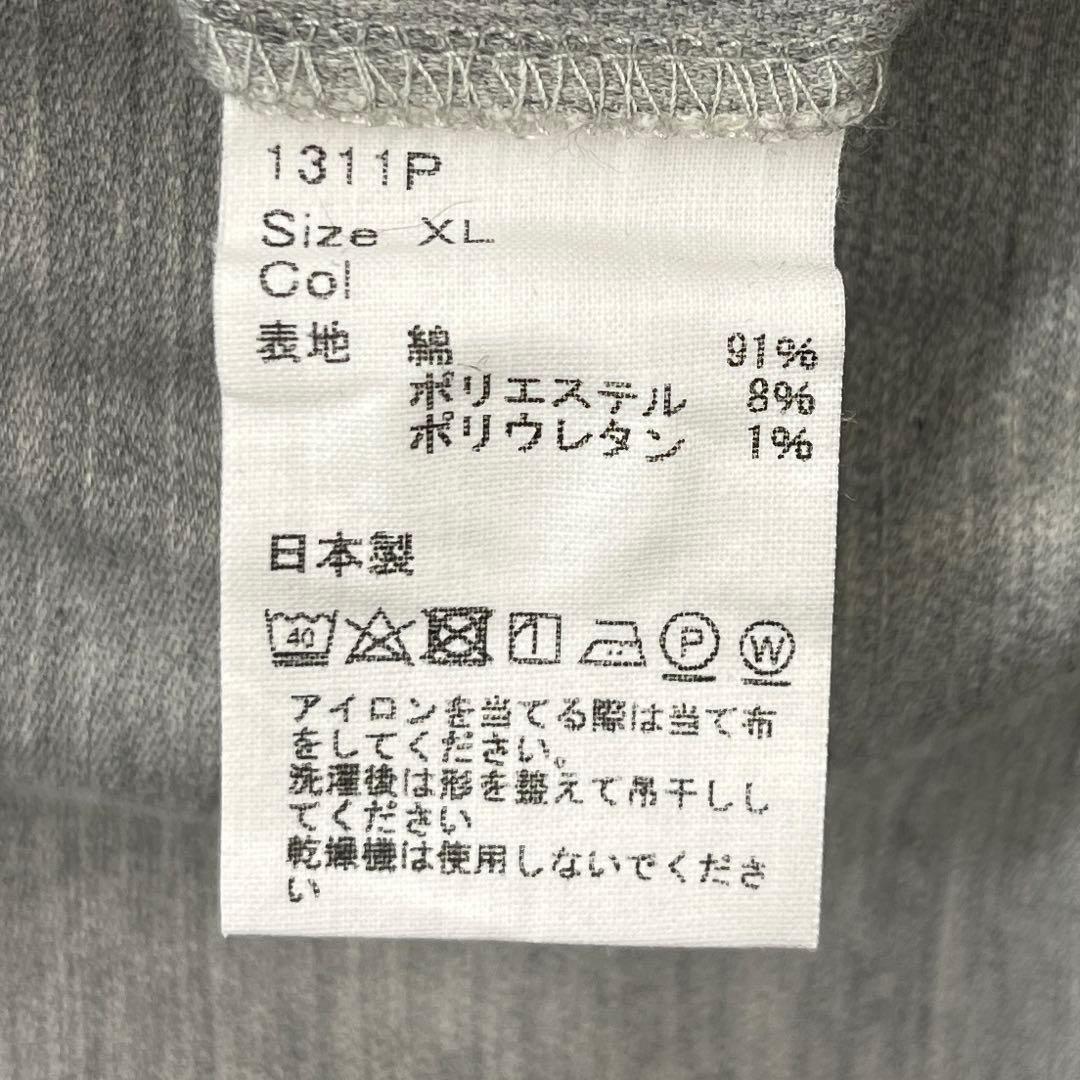 1311P
Size XL
Col
表地 綿 91%
ポリエステル 8%
ポリウレタン 1%
日本製
40 P W
アイロンを当てる際は当て布
をしてください。
洗濯後は形を整えて吊干しし
てください
乾燥機は使用しないでくださ
い